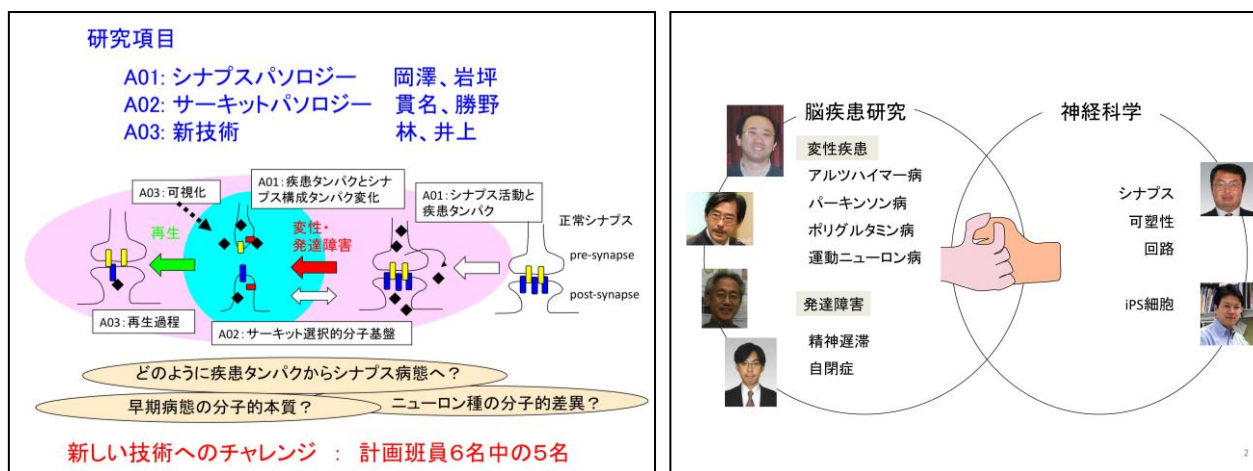 研究項目
A01: シナプスパソロジー 岡澤、岩坪
A02: サーキットパソロジー 貫名、勝野
A03: 新技術 林、井上
A03：可視化
A01：疾患タンパクとシナ
プス構成タンパク変化
A01：シナプス活動と
疾患タンパク
正常シナプス
再生
変性・
発達障害
pre-synapse
post-synapse
A03：再生過程
A02：サーキット選択的分子基盤
どのように疾患タンパクからシナプス病態へ？
早期病態の分子的本質？
ニューロン種の分子的差異？
新しい技術へのチャレンジ ： 計画班員６名中の５名
脳疾患研究
変性疾患
アルツハイマー病
パーキンソン病
ポリグルタミン病
運動ニューロン病
発達障害
精神遅滞
自閉症
神経科学
シナプス
可塑性
回路
iPS細胞
2